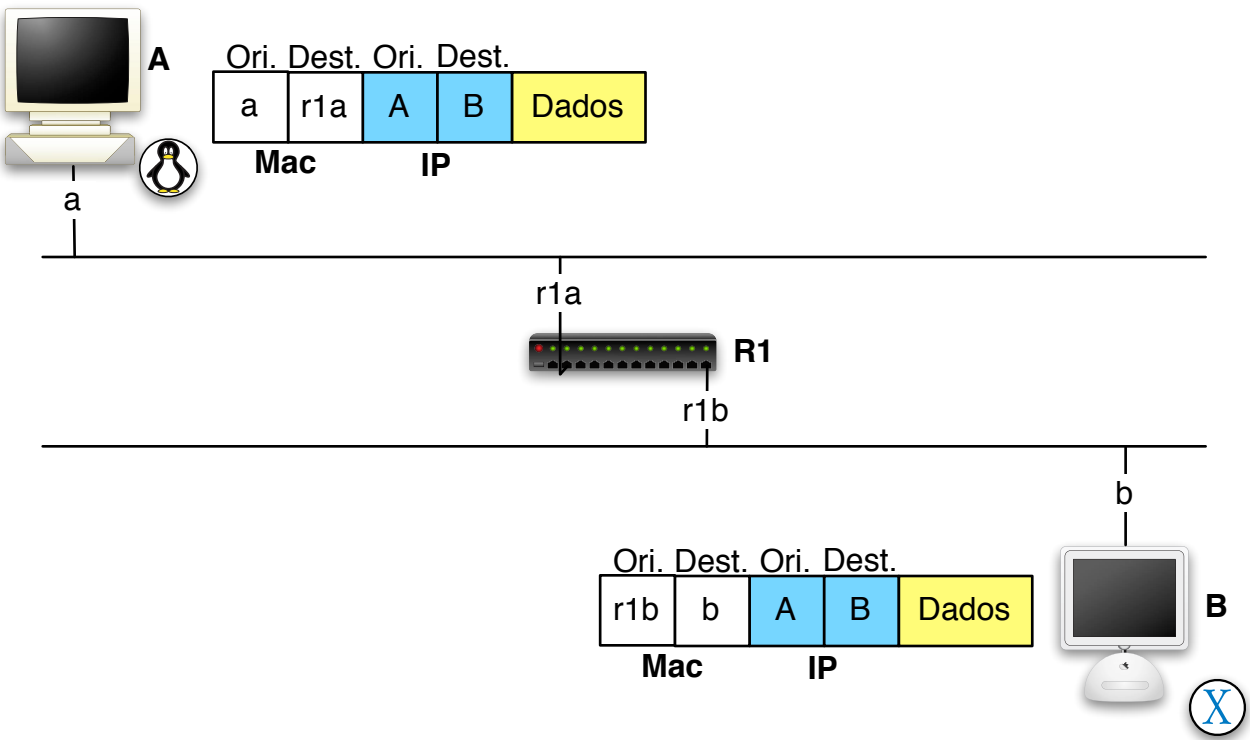 A
Ori. Dest. Ori. Dest.
a r1a A B Dados
Mac IP
a
r1a
R1
r1b
b
Ori. Dest. Ori. Dest.
r1b b A B Dados
B
Mac IP
X